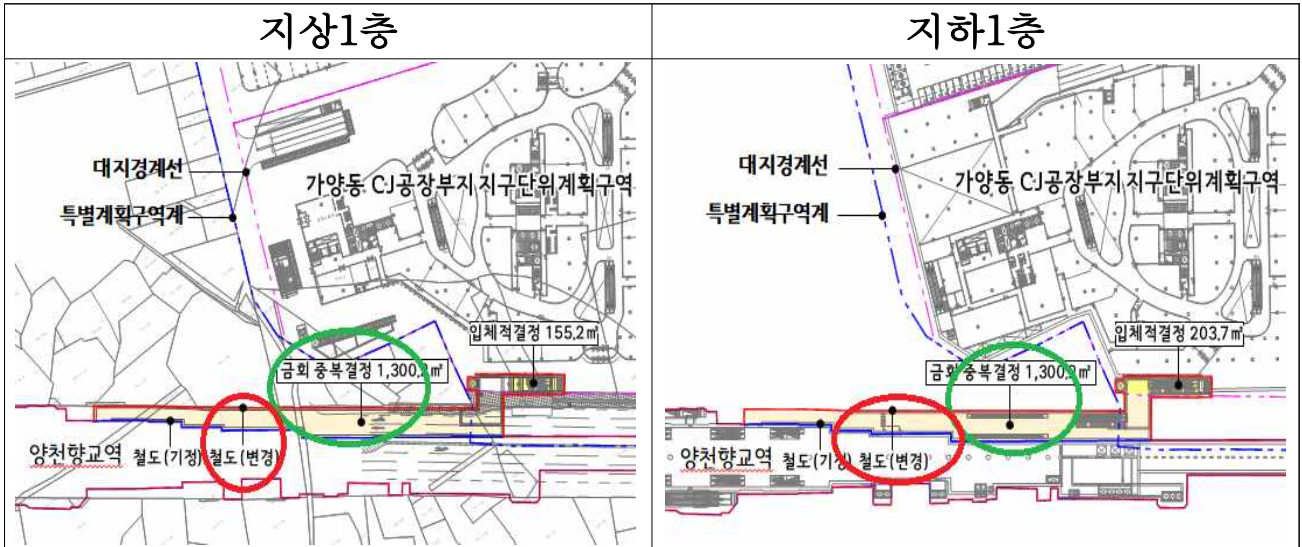 지상1층
지하1층
대지경계선
특별계획구역계
가양동 CJ공장부지 지구단위계획구역
입체적결정 155.2㎡
금회 중복결정 1,300.2㎡
양천향교역
철도(기정)
철도(변경)
대지경계선
특별계획구역계
가양동 CJ공장부지 지구단위계획구역
입체적결정 203.7㎡
금회 중복결정 1,300.2㎡
양천향교역
철도(기정)
철도(변경)